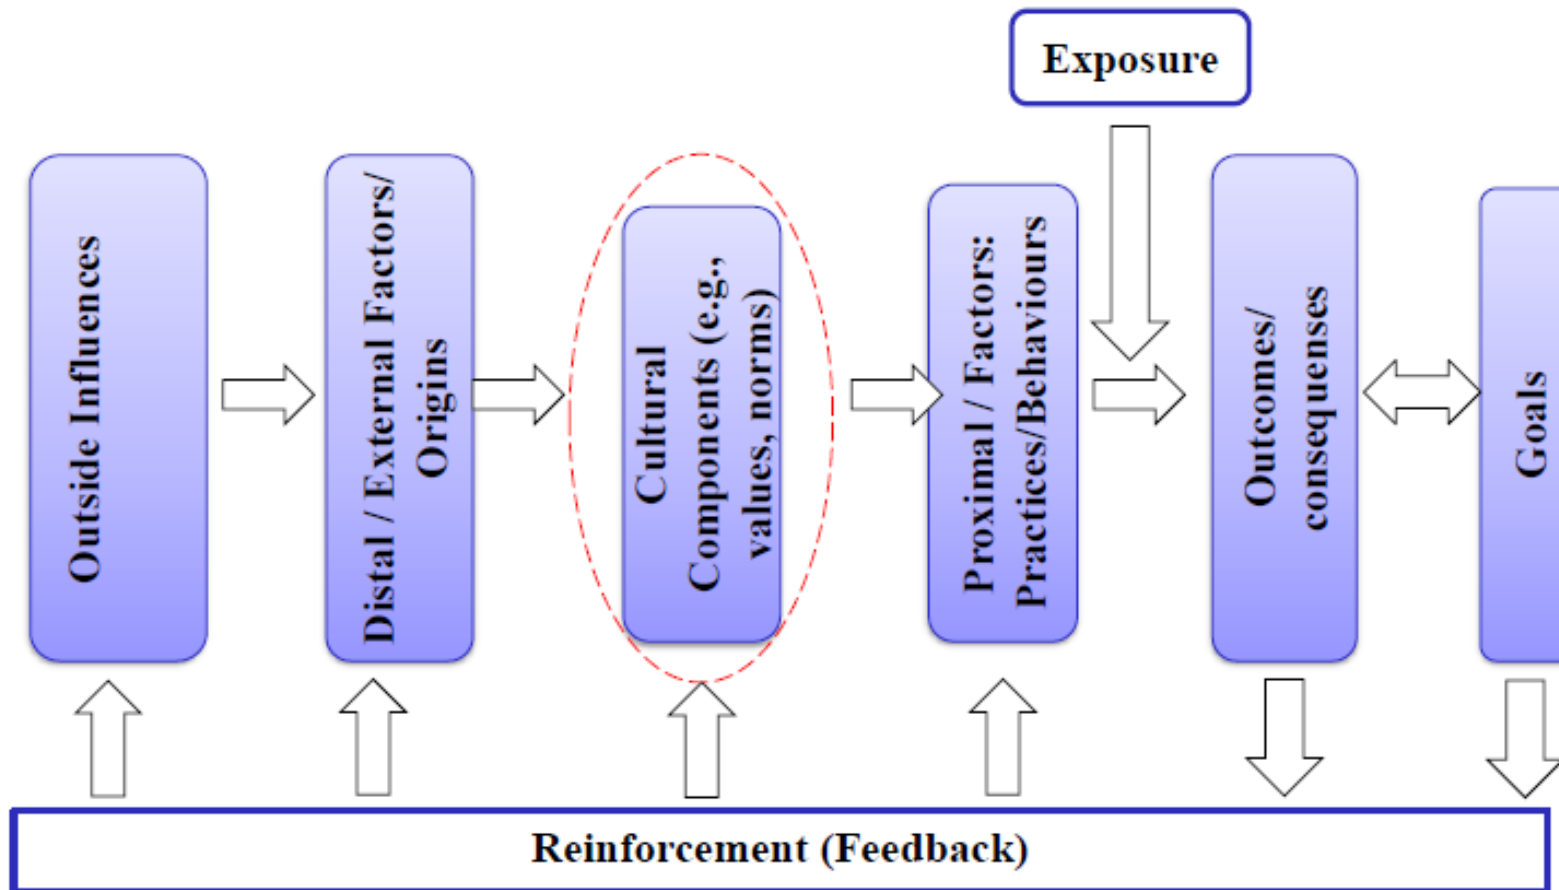 Exposure
Outside Influences
Distal / External Factors/
Origins
Cultural
Components (e.g.,
values, norms)
Proximal / Factors:
Practices/Behaviours
Outcomes/
consequenses
Goals
Reinforcement (Feedback)